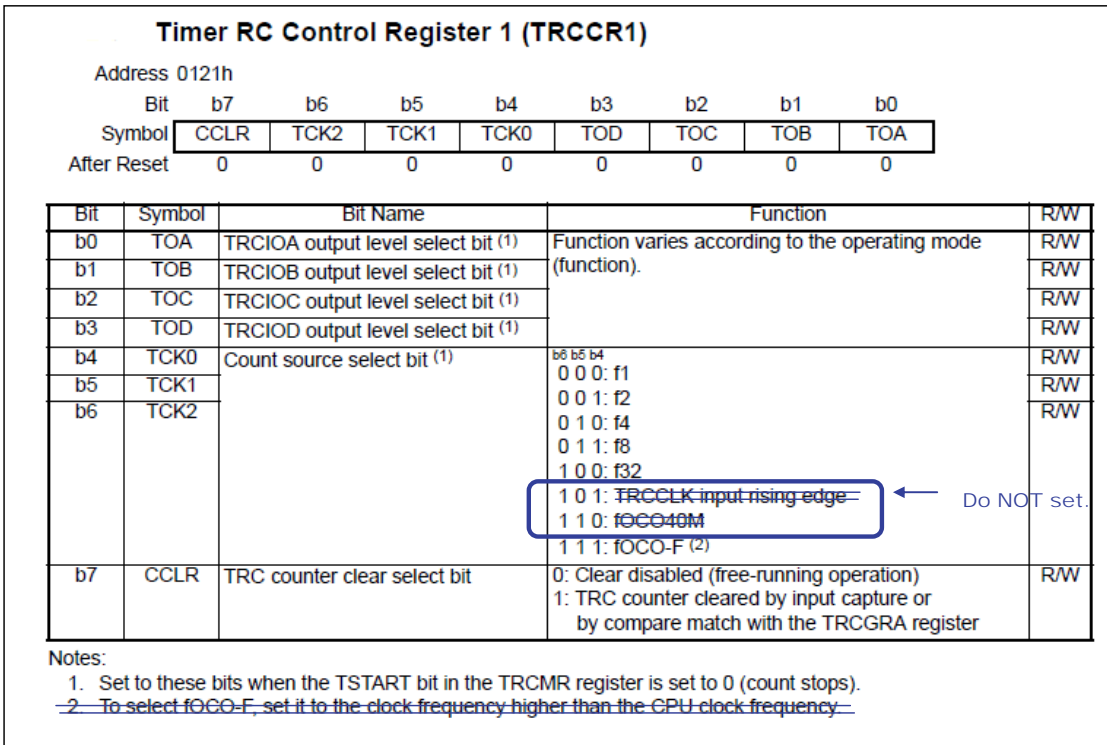 Timer RC Control Register 1 (TRCCR1)
Address 0121h
Bit b7 b6 b5 b4 b3 b2 b1 b0
Symbol CCLR TCK2 TCK1 TCK0 TOD TOC TOB TOA
After Reset 0 0 0 0 0 0 0 0
Bit Symbol Bit Name Function R/W
b0 TOA TRCIOA output level select bit (1) Function varies according to the operating mode R/W
b1 TOB TRCIOB output level select bit (1) (function). R/W
b2 TOC TRCIOC output level select bit (1) R/W
b3 TOD TRCIOD output level select bit (1) R/W
b4 TCK0 Count source select bit (1) b6 b5 b4 R/W
0 0 0: f1
b5 TCK1 R/W
0 0 1: f2
b6 TCK2 R/W
0 1 0: f4
0 1 1: f8
1 0 0: f32
1 0 1: TRCCLK input rising edge Do NOT set.
1 1 0: fOCO40M
1 1 1: fOCO-F (2)
b7 CCLR TRC counter clear select bit 0: Clear disabled (free-running operation) R/W
1: TRC counter cleared by input capture or
by compare match with the TRCGRA register
Notes:
1. Set to these bits when the TSTART bit in the TRCMR register is set to 0 (count stops).
2. To select fOCO-F, set it to the clock frequency higher than the CPU clock frequency.